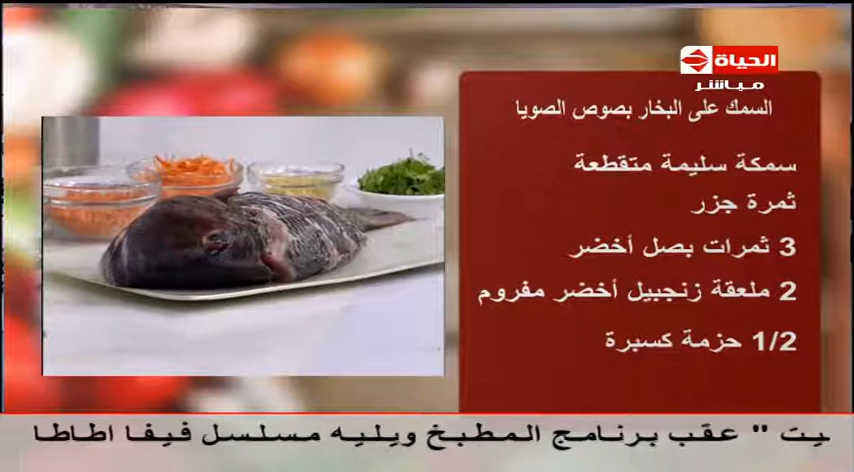 الحياة
مباشر
السمك على البخار بصوص الصويا
سمكة سليمة متقطعة
ثمرة جزر
3 ثمرات بصل أخضر
2 ملعقة زنجبيل أخضر مفروم
1/2 حزمة كسبرة
يت " عقب برنامج المطبخ ويليه مسلسل فيفا اطاطا